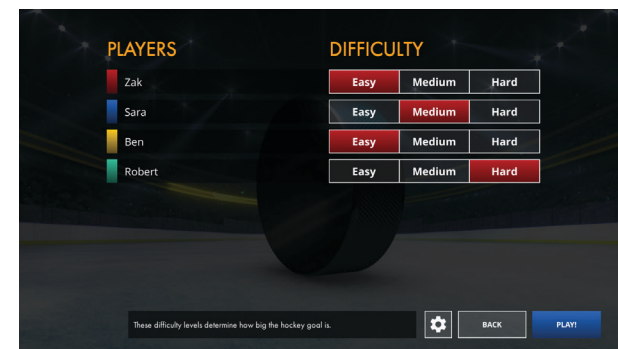 PLAYERS DIFFICULTY
Zak Easy Medium Hard
Sara Easy Medium Hard
Ben Easy Medium Hard
Robert Easy Medium Hard
These difficulty levels determine how big the hockey goal is. BACK PLAY!